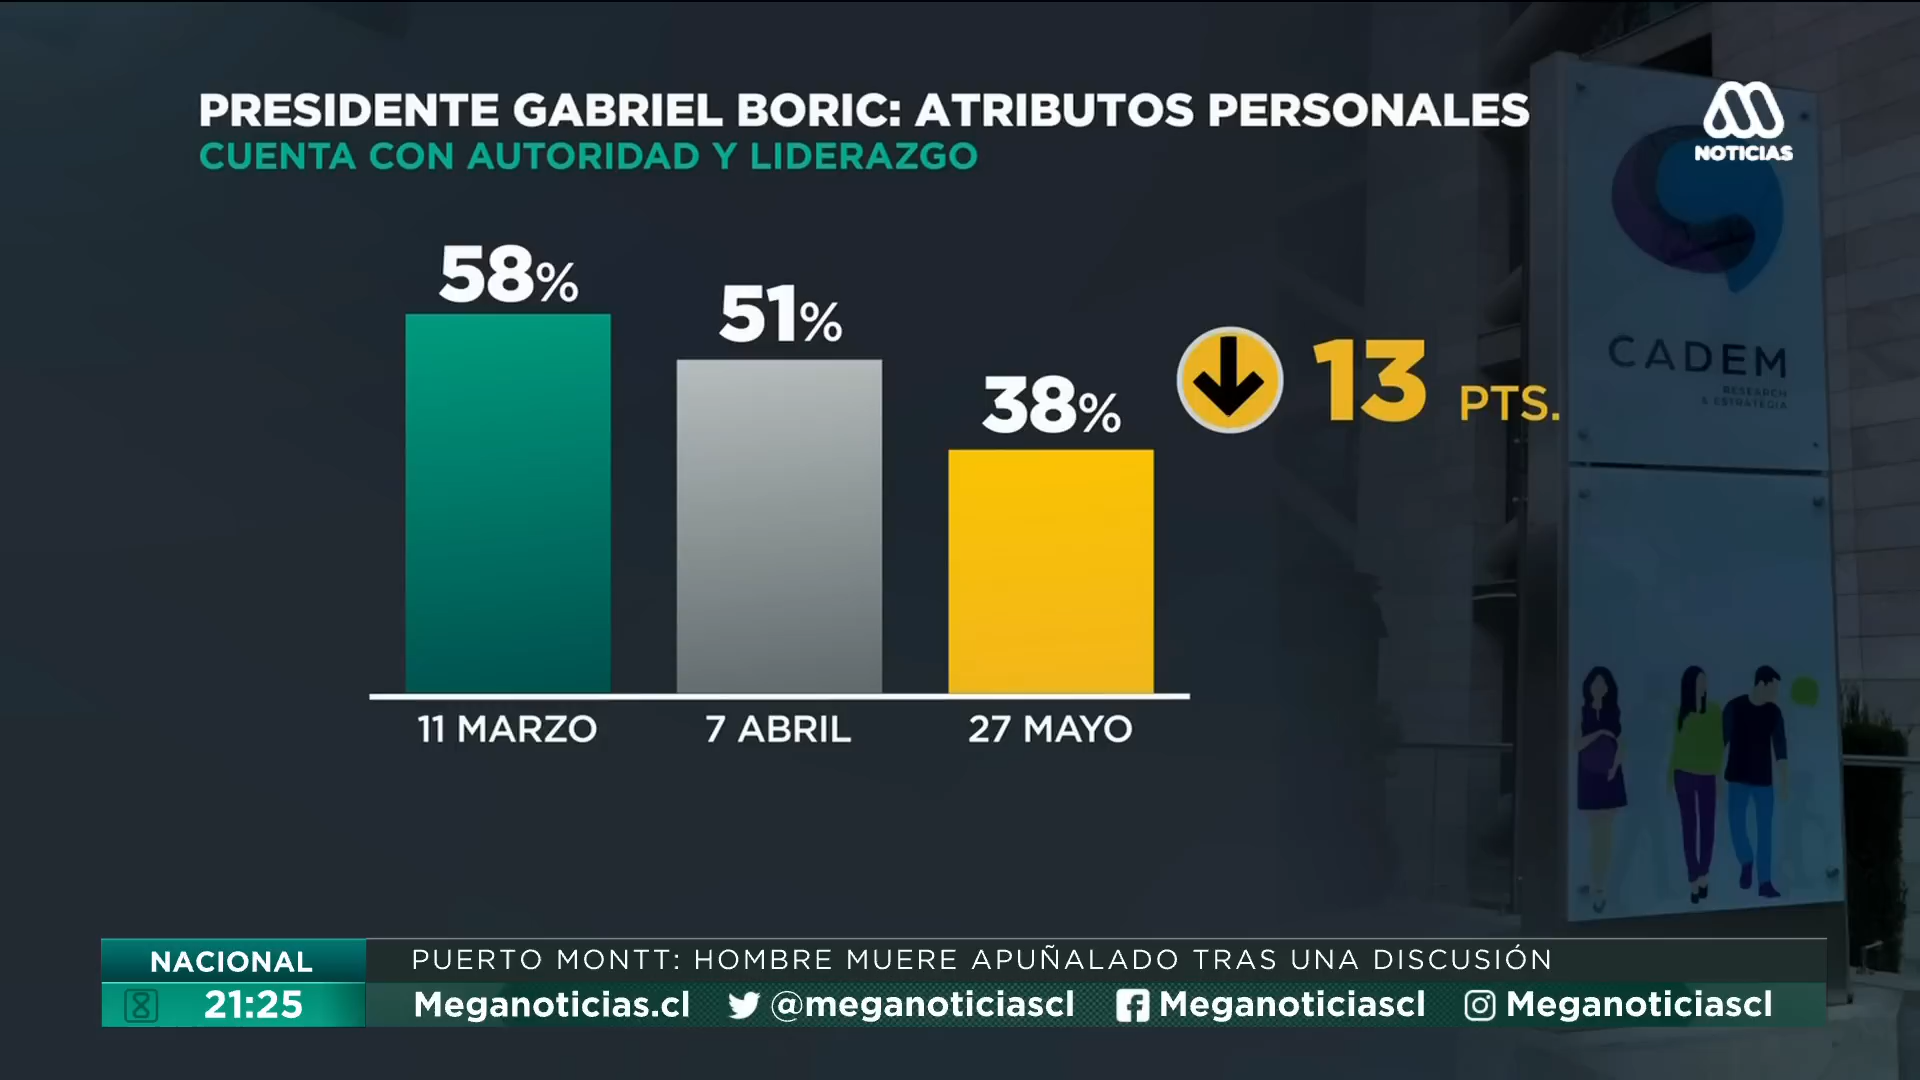 PRESIDENTE GABRIEL BORIC: ATRIBUTOS PERSONALES
CUENTA CON AUTORIDAD Y LIDERAZGO
NOTICIAS
58%
51%
38%
13 PTS.
CADEM
RESEARCH
& ESTRATEGIA
11 MARZO
7 ABRIL
27 MAYO
NACIONAL
PUERTO MONTT: HOMBRE MUERE APUÑALADO TRAS UNA DISCUSIÓN
21:25
Meganoticias.cl @meganoticiascl Meganoticiascl Meganoticiascl